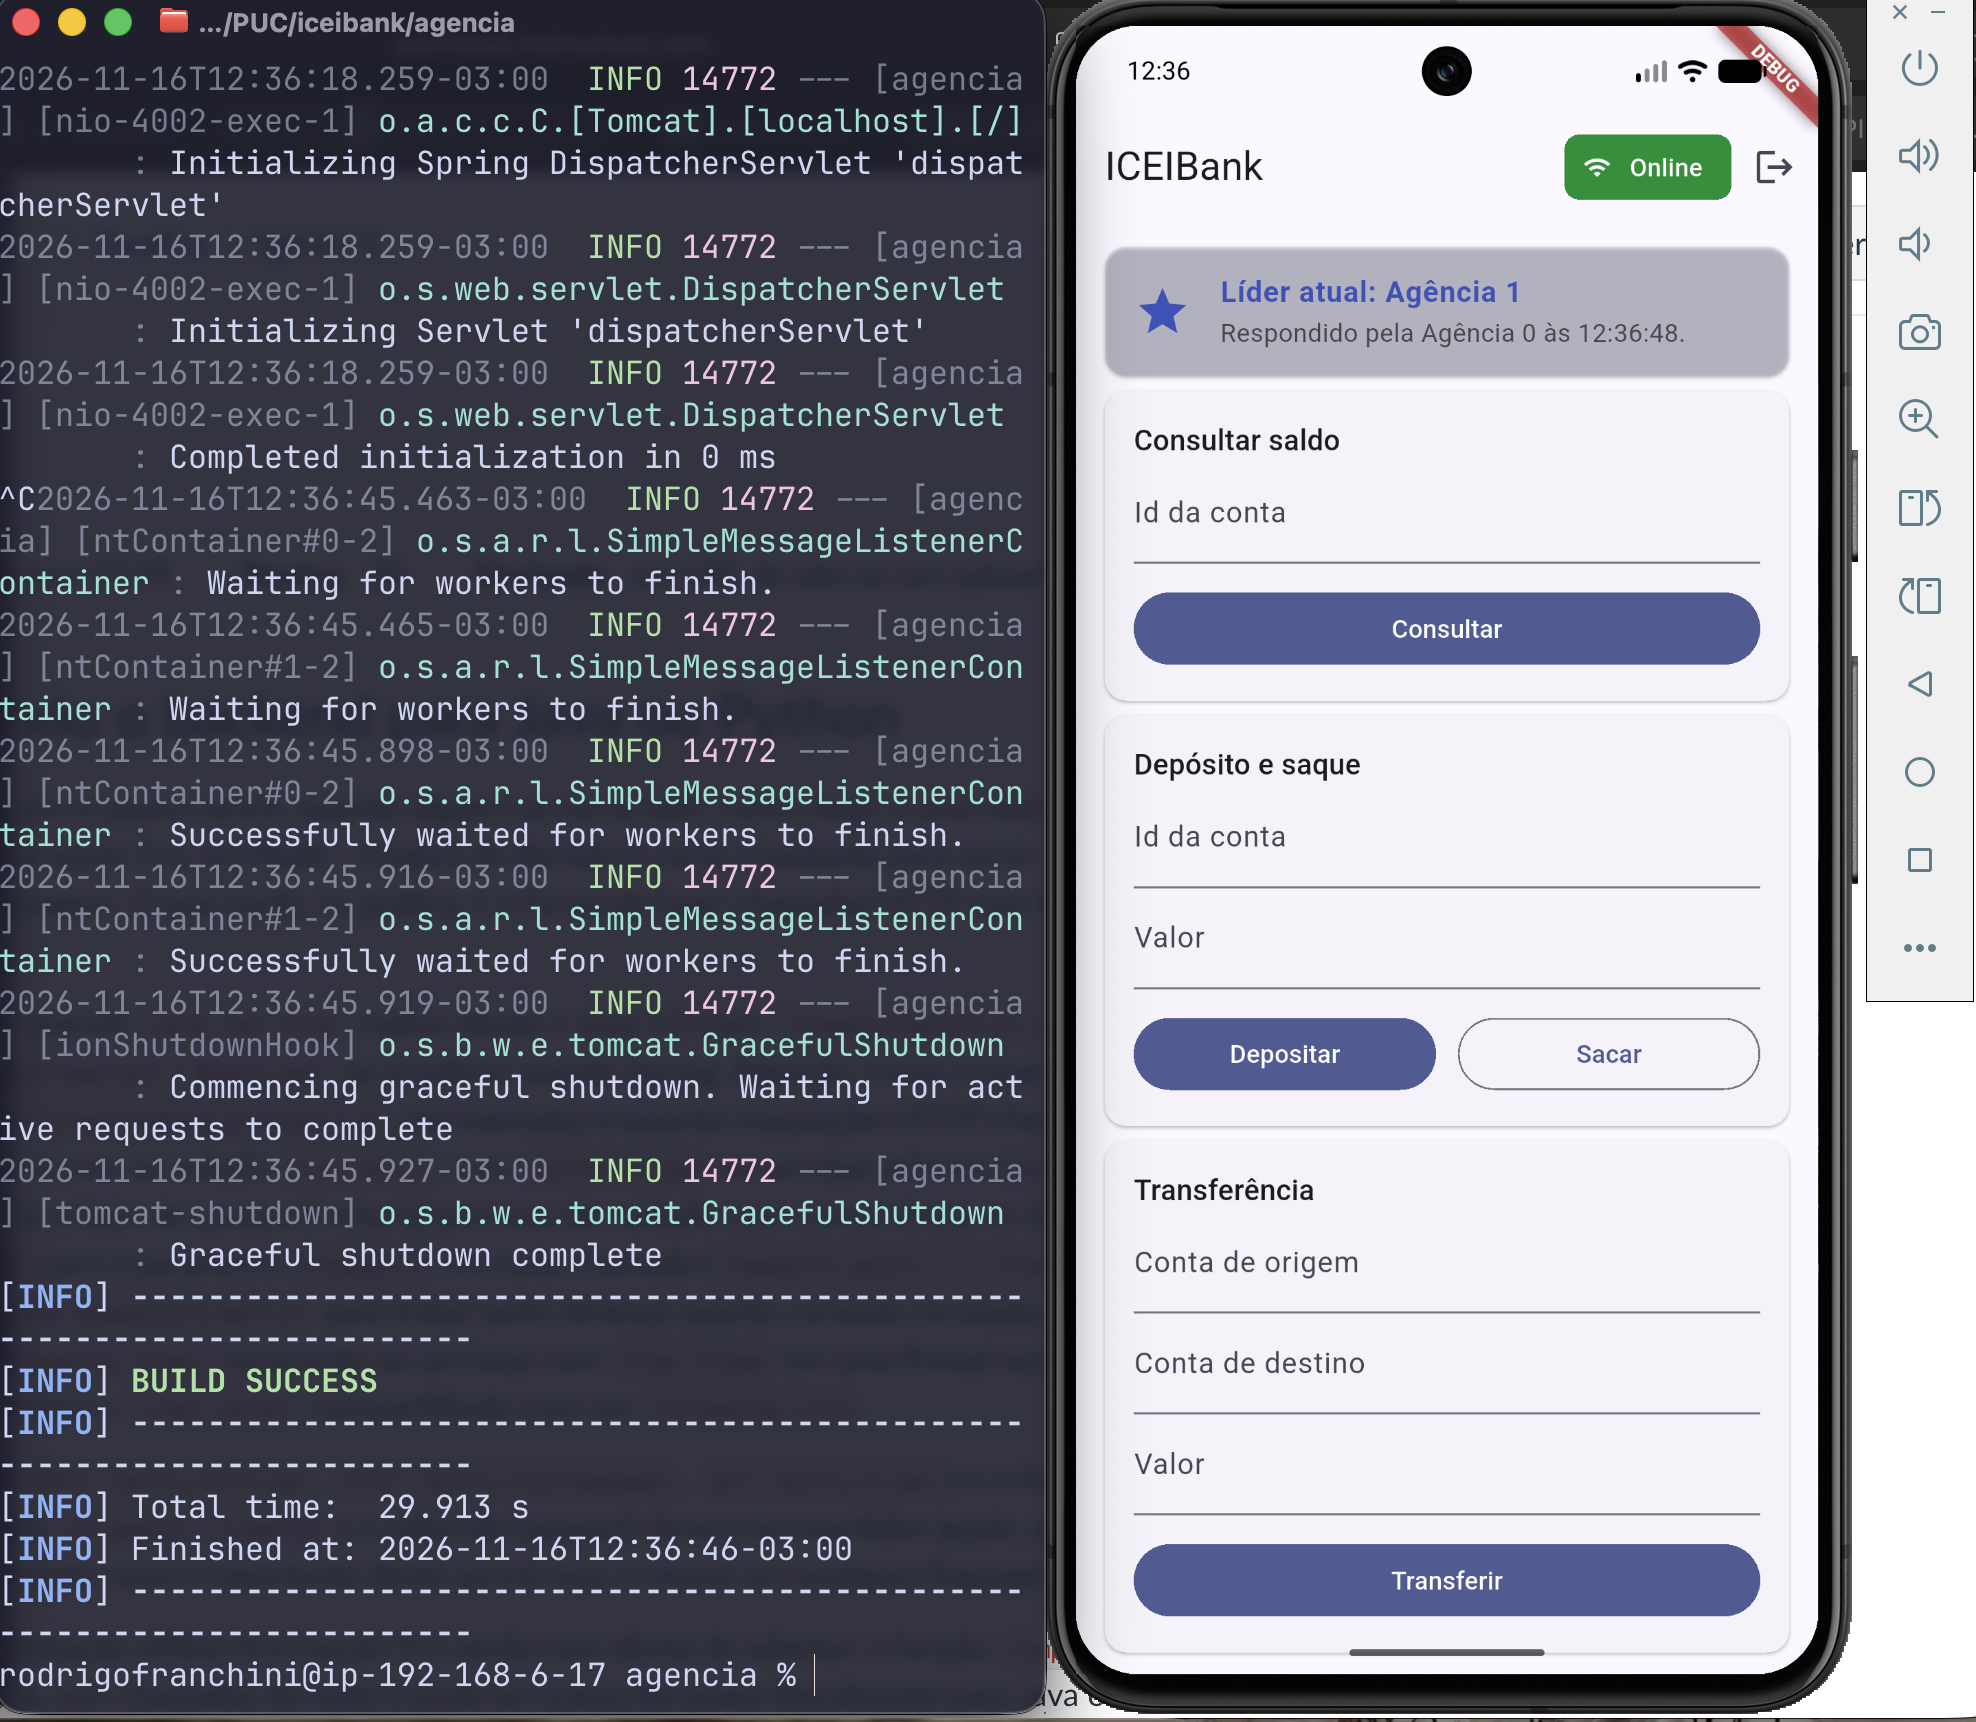 .../PUC/iceibank/agencia
2026-11-16T12:36:18.259-03:00  INFO 14772 --- [agencia
] [nio-4002-exec-1] o.a.c.c.C.[Tomcat].[localhost].[/]
       : Initializing Spring DispatcherServlet 'dispat
cherServlet'
2026-11-16T12:36:18.259-03:00  INFO 14772 --- [agencia
] [nio-4002-exec-1] o.s.web.servlet.DispatcherServlet
       : Initializing Servlet 'dispatcherServlet'
2026-11-16T12:36:18.259-03:00  INFO 14772 --- [agencia
] [nio-4002-exec-1] o.s.web.servlet.DispatcherServlet
       : Completed initialization in 0 ms
^C2026-11-16T12:36:45.463-03:00  INFO 14772 --- [agenc
ia] [ntContainer#0-2] o.s.a.r.l.SimpleMessageListenerC
ontainer : Waiting for workers to finish.
2026-11-16T12:36:45.465-03:00  INFO 14772 --- [agencia
] [ntContainer#1-2] o.s.a.r.l.SimpleMessageListenerCon
tainer : Waiting for workers to finish.
2026-11-16T12:36:45.898-03:00  INFO 14772 --- [agencia
] [ntContainer#0-2] o.s.a.r.l.SimpleMessageListenerCon
tainer : Successfully waited for workers to finish.
2026-11-16T12:36:45.916-03:00  INFO 14772 --- [agencia
] [ntContainer#1-2] o.s.a.r.l.SimpleMessageListenerCon
tainer : Successfully waited for workers to finish.
2026-11-16T12:36:45.919-03:00  INFO 14772 --- [agencia
] [ionShutdownHook] o.s.b.w.e.tomcat.GracefulShutdown
       : Commencing graceful shutdown. Waiting for act
ive requests to complete
2026-11-16T12:36:45.927-03:00  INFO 14772 --- [agencia
] [tomcat-shutdown] o.s.b.w.e.tomcat.GracefulShutdown
       : Graceful shutdown complete
[INFO] -----------------------------------------------
-------------------------
[INFO] BUILD SUCCESS
[INFO] -----------------------------------------------
-------------------------
[INFO] Total time:  29.913 s
[INFO] Finished at: 2026-11-16T12:36:46-03:00
[INFO] -----------------------------------------------
-------------------------
rodrigofranchini@ip-192-168-6-17 agencia %
12:36
DEBUG
ICEIBank
Online
Líder atual: Agência 1
Respondido pela Agência 0 às 12:36:48.
Consultar saldo
Id da conta
Consultar
Depósito e saque
Id da conta
Valor
Depositar
Sacar
Transferência
Conta de origem
Conta de destino
Valor
Transferir